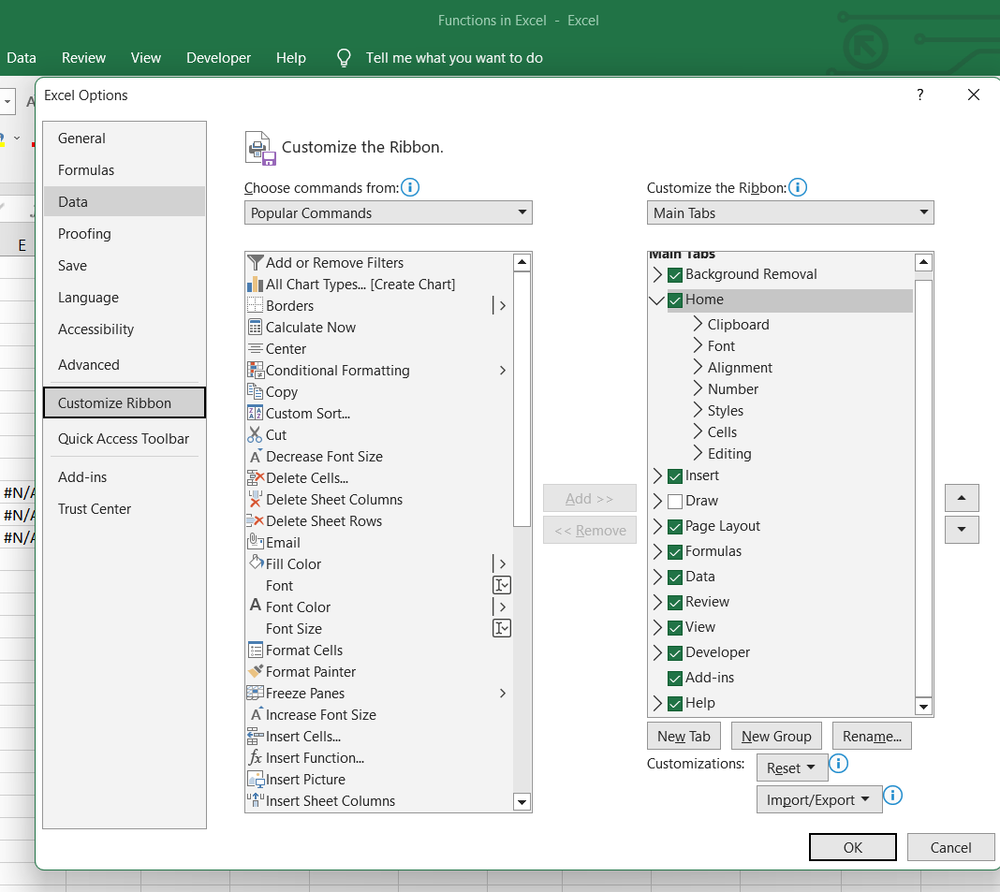 Functions in Excel - Excel
Data Review View Developer Help Tell me what you want to do
Excel Options
?
General
Formulas
Data
Proofing
Save
Language
Accessibility
Advanced
Customize Ribbon
Quick Access Toolbar
Add-ins
Trust Center
E
#N/A
#N/A
#N/A
Customize the Ribbon.
Choose commands from:
Popular Commands
Add or Remove Filters
All Chart Types... [Create Chart]
Borders
Calculate Now
Center
Conditional Formatting
Copy
Custom Sort...
Cut
Decrease Font Size
Delete Cells...
Delete Sheet Columns
Delete Sheet Rows
Email
Fill Color
Font
Font Color
Font Size
Format Cells
Format Painter
Freeze Panes
Increase Font Size
Insert Cells...
Insert Function...
Insert Picture
Insert Sheet Columns
Add >>
<< Remove
Customize the Ribbon:
Main Tabs
Main Tabs
Background Removal
Home
Clipboard
Font
Alignment
Number
Styles
Cells
Editing
Insert
Draw
Page Layout
Formulas
Data
Review
View
Developer
Add-ins
Help
New Tab New Group Rename...
Customizations: Reset
Import/Export
OK Cancel